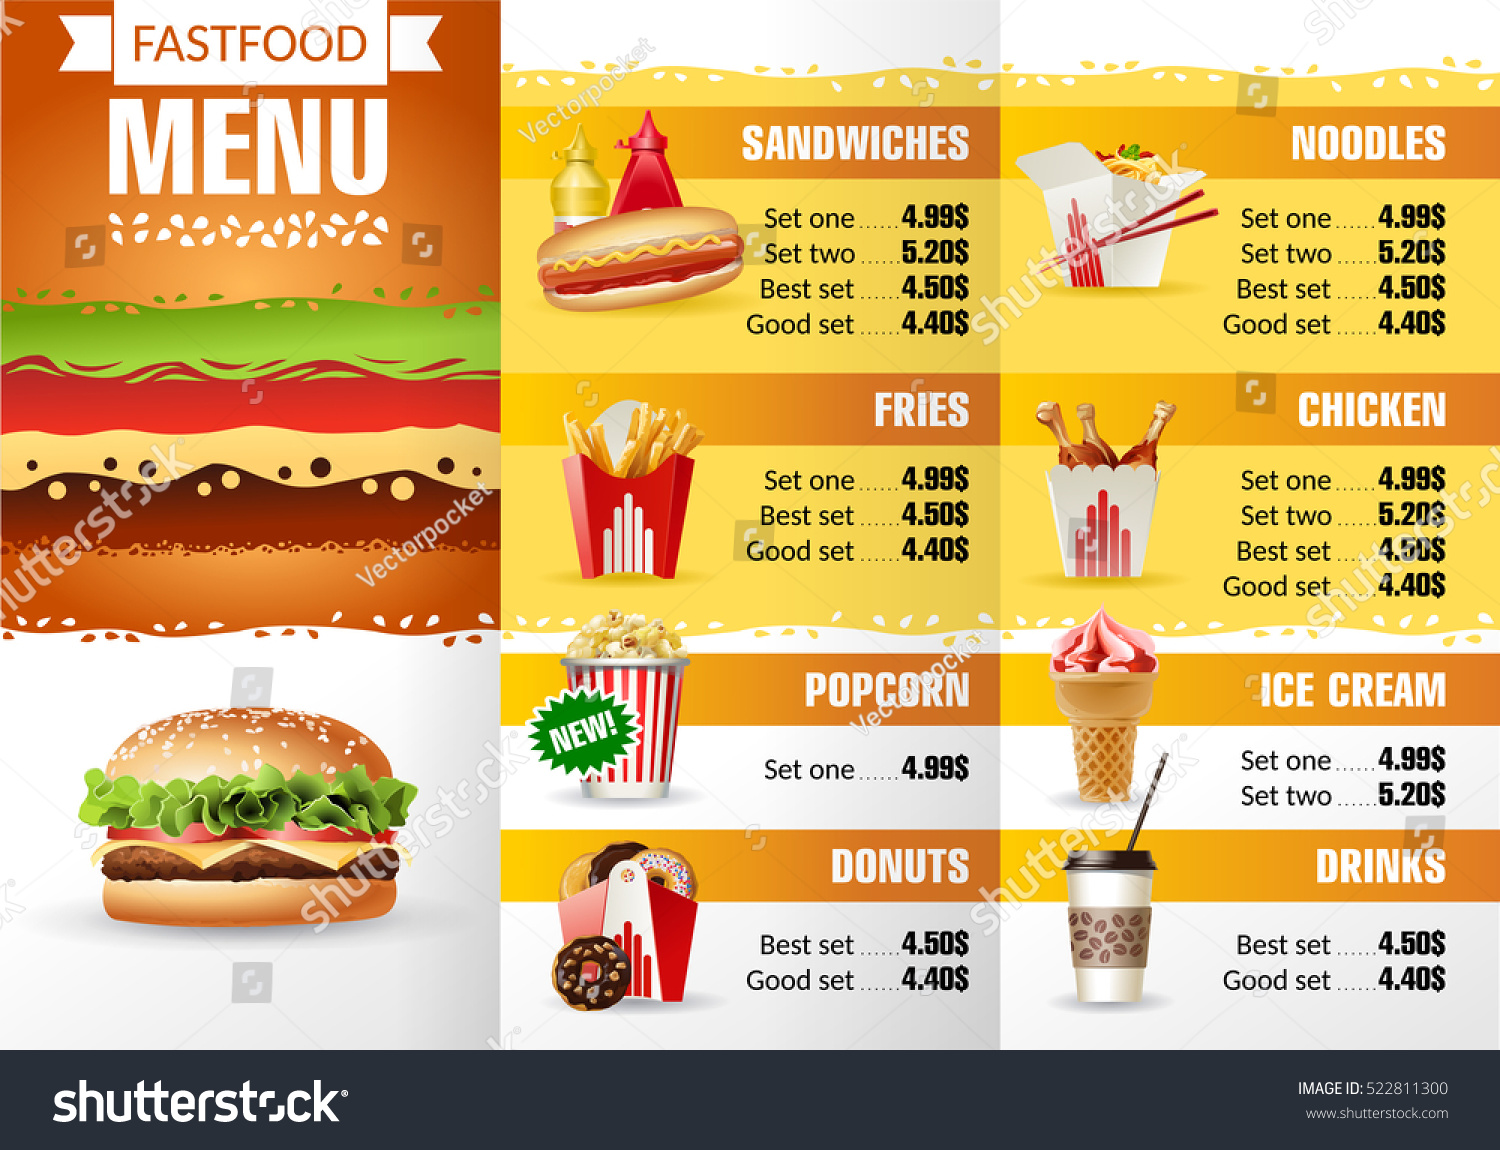 FASTFOOD
MENU
SANDWICHES
Set one ...... 4.99$
Set two ...... 5.20$
Best set ...... 4.50$
Good set ...... 4.40$
FRIES
Set one ...... 4.99$
Best set ...... 4.50$
Good set ...... 4.40$
POPCORN
NEW!
Set one ...... 4.99$
DONUTS
Best set ...... 4.50$
Good set ...... 4.40$
NOODLES
Set one ...... 4.99$
Set two ...... 5.20$
Best set ...... 4.50$
Good set ...... 4.40$
CHICKEN
Set one ...... 4.99$
Set two ...... 5.20$
Best set ...... 4.50$
Good set ...... 4.40$
ICE CREAM
Set one ...... 4.99$
Set two ...... 5.20$
DRINKS
Best set ...... 4.50$
Good set ...... 4.40$
shutterstock
Vectorpocket
shutterstock
Vectorpocket
shutterstock
Vectorpocket
shutterstock
shutterstock®
IMAGE ID: 522811300
www.shutterstock.com